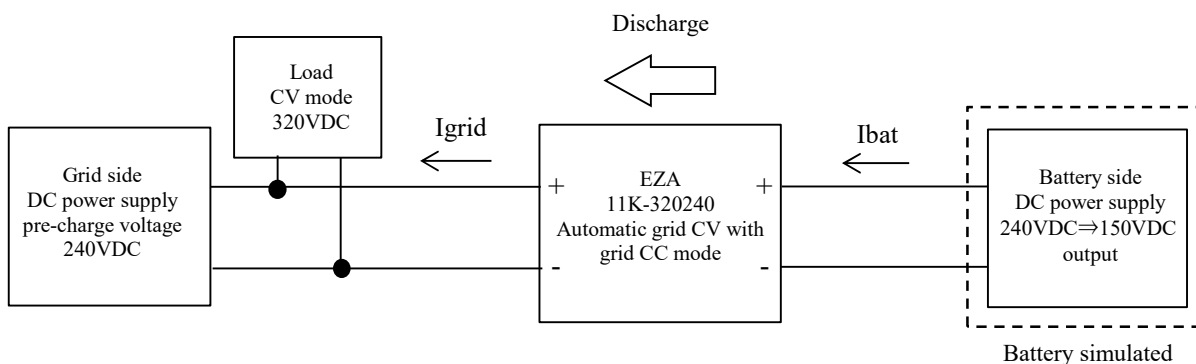 Discharge
Load
CV mode
320VDC
Igrid
Ibat
Grid side
DC power supply
pre-charge voltage
240VDC
+
-
EZA
11K-320240
Automatic grid CV with
grid CC mode
+
-
Battery side
DC power supply
240VDC⇒150VDC
output
Battery simulated